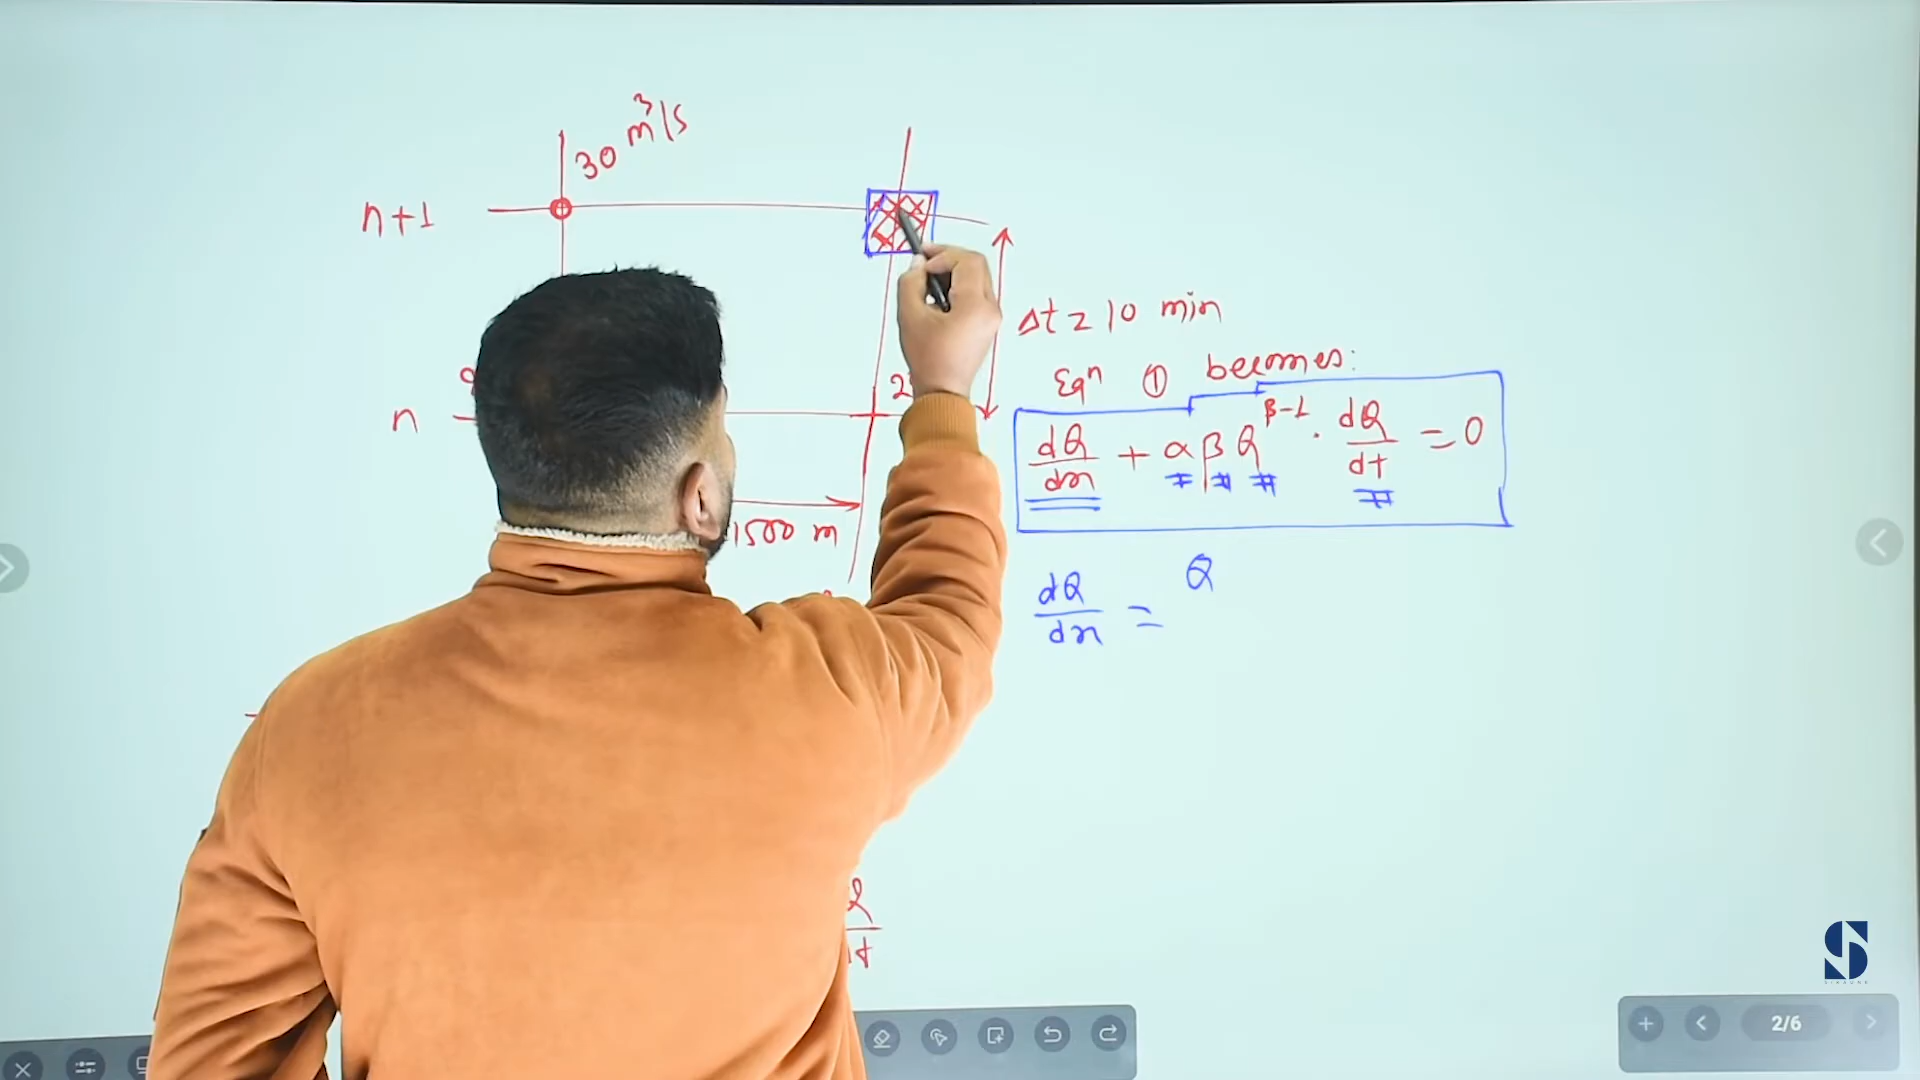 30 m³/s
n+1
Δt = 10 min
Eqⁿ ① becomes:
n
dQ/dx + αβQ^(β-1) · dQ/dt = 0
1500 m
dQ/dx = Q
2/6